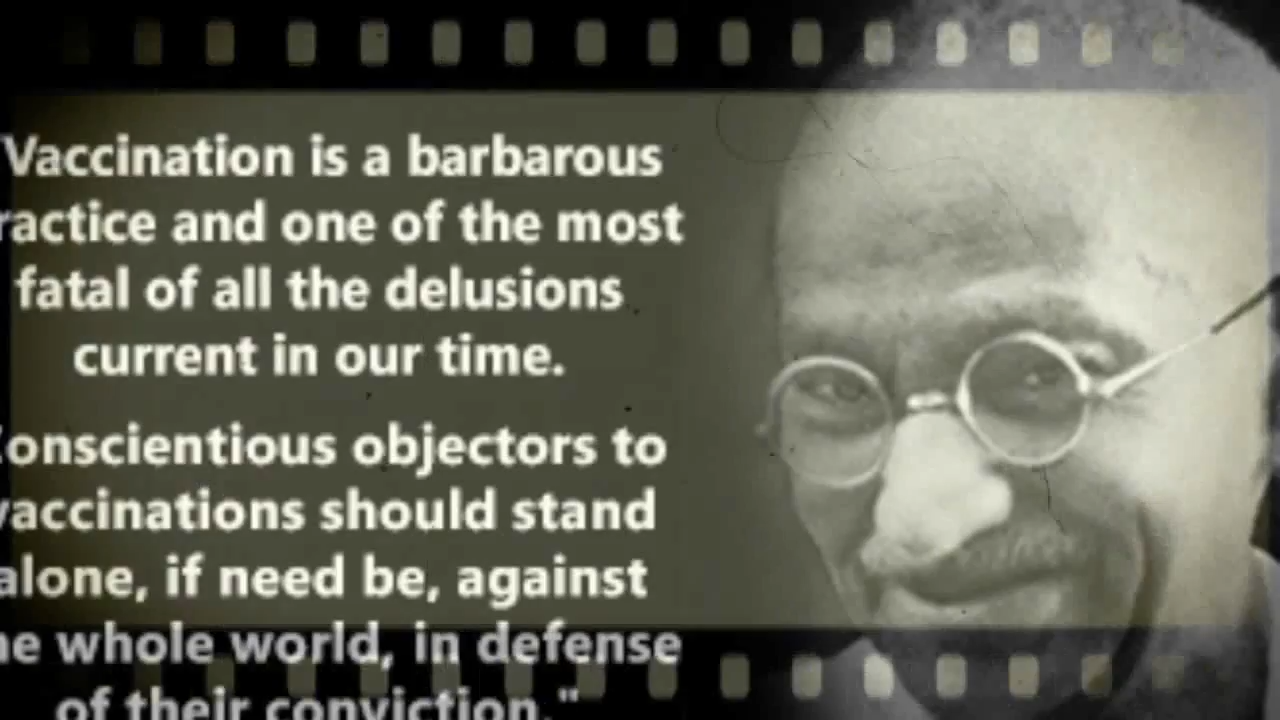 Vaccination is a barbarous
ractice and one of the most
fatal of all the delusions
current in our time.
onscientious objectors to
vaccinations should stand
alone, if need be, against
he whole world, in defense
of their conviction."